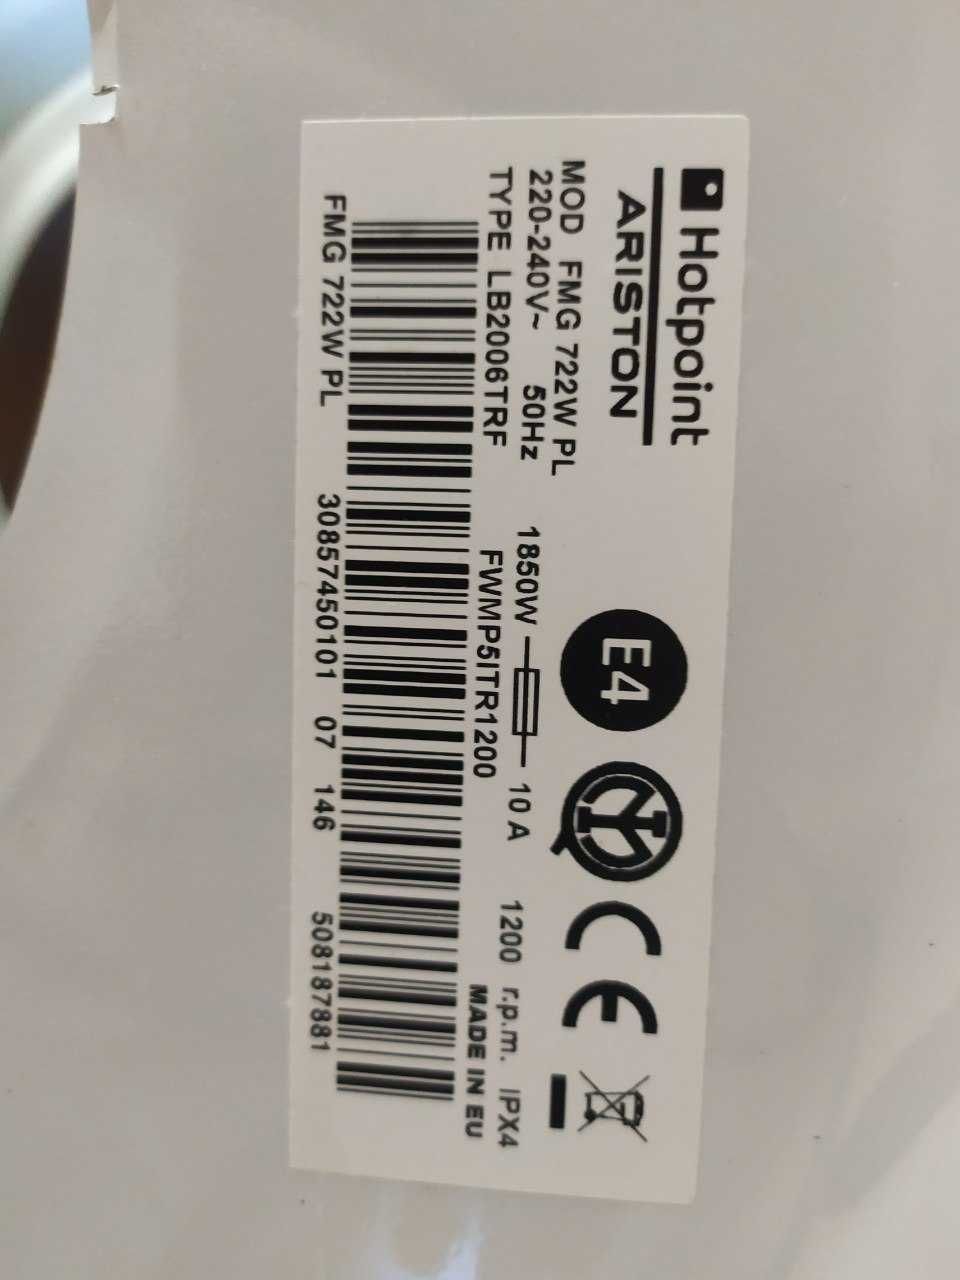 Hotpoint
ARISTON
E4
CE
MOD FMG 722W PL
220-240V~ 50Hz 1850W 10 A 1200 r.p.m. IPX4
TYPE LB2006TRF FWMP5ITR1200 MADE IN EU
FMG 722W PL 30857450101 07 146 508187881